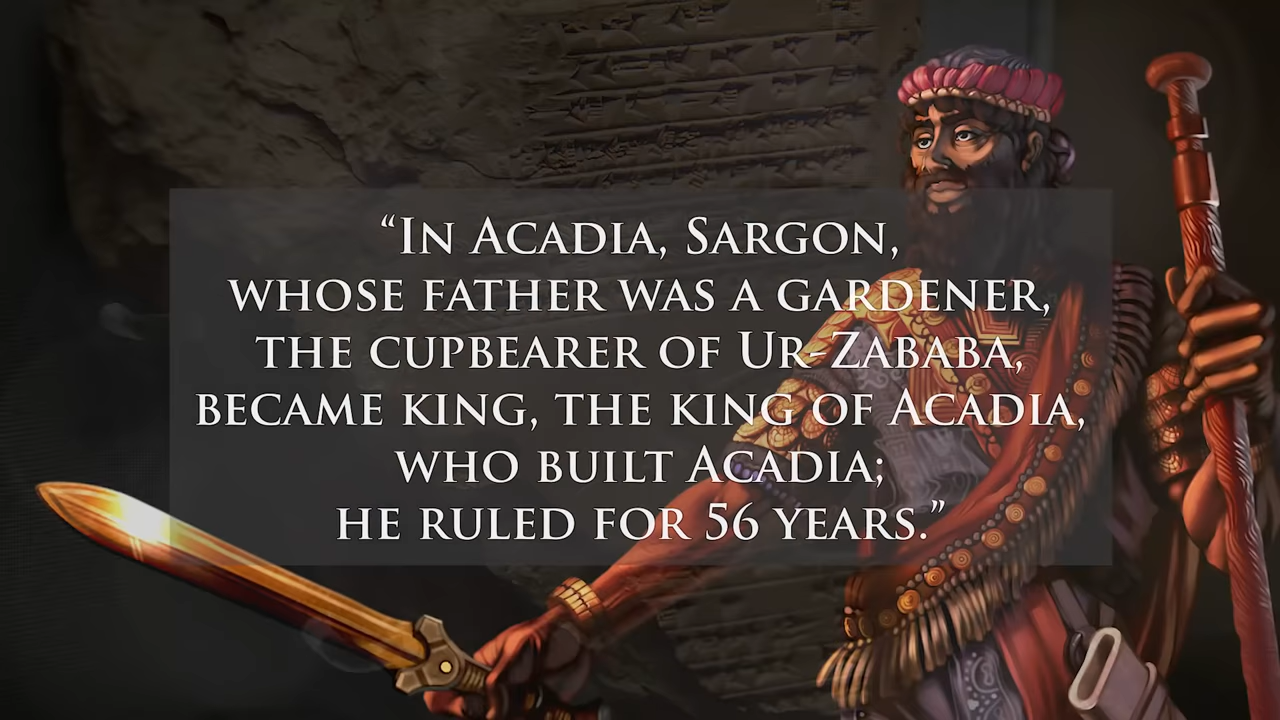 “In Acadia, Sargon,
whose father was a gardener,
the cupbearer of Ur-Zababa,
became king, the king of Acadia,
who built Acadia;
he ruled for 56 years.”